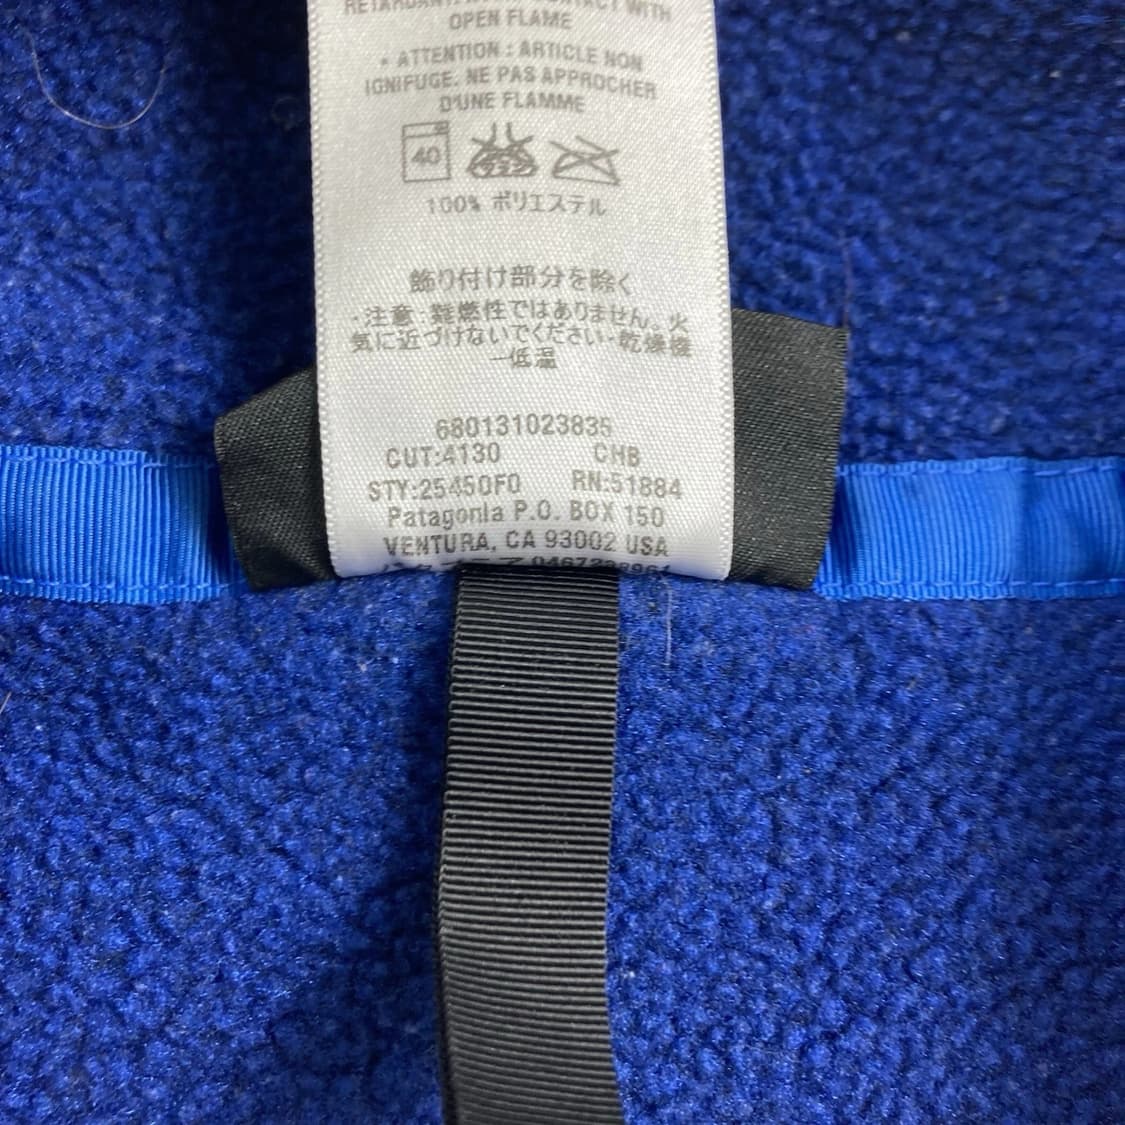 OPEN FLAME
• ATTENTION : ARTICLE NON
IGNIFUGE. NE PAS APPROCHER
D'UNE FLAMME
40
100% ポリエステル
飾り付け部分を除く
・注意・難燃性ではありません。火
気に近づけないでください・乾燥機
ー低温
680131023835
CUT:4130 CHB
STY:25450F0 RN:51884
Patagonia P.O. BOX 150
VENTURA, CA 93002 USA